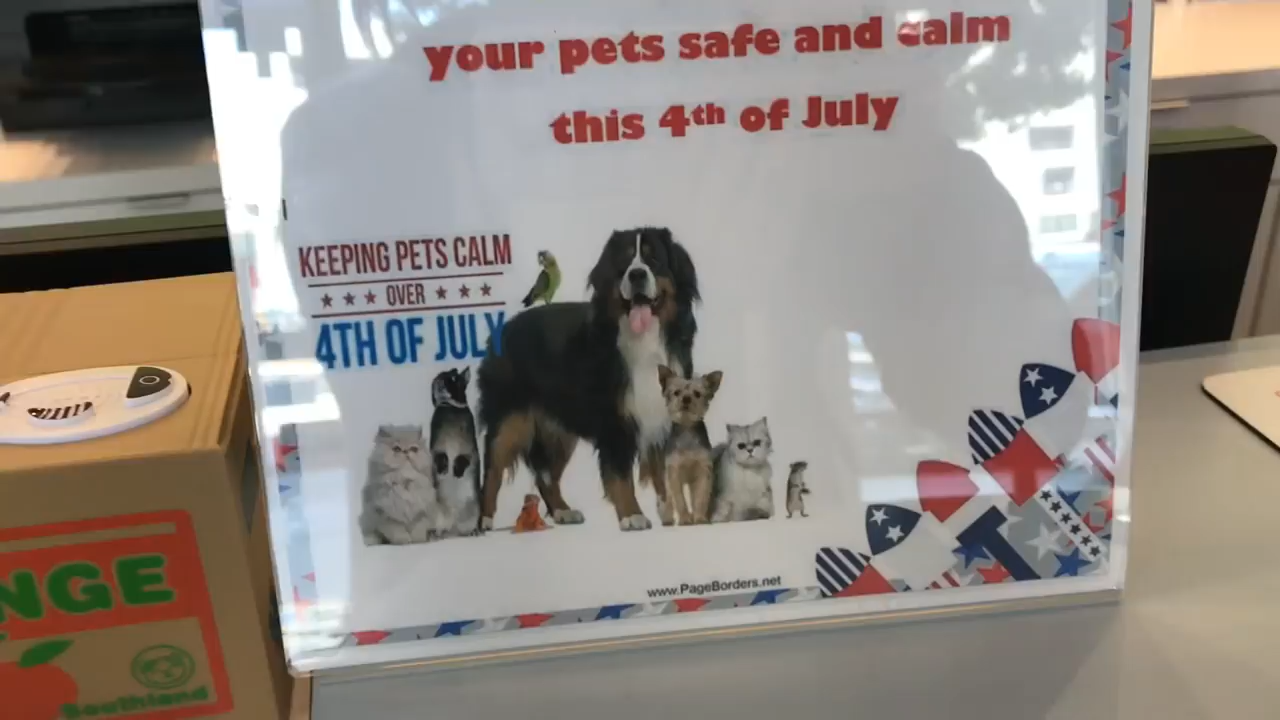 your pets safe and calm
this 4th of July
KEEPING PETS CALM
OVER
4TH OF JULY
www.PageBorders.net
NGE
Southland